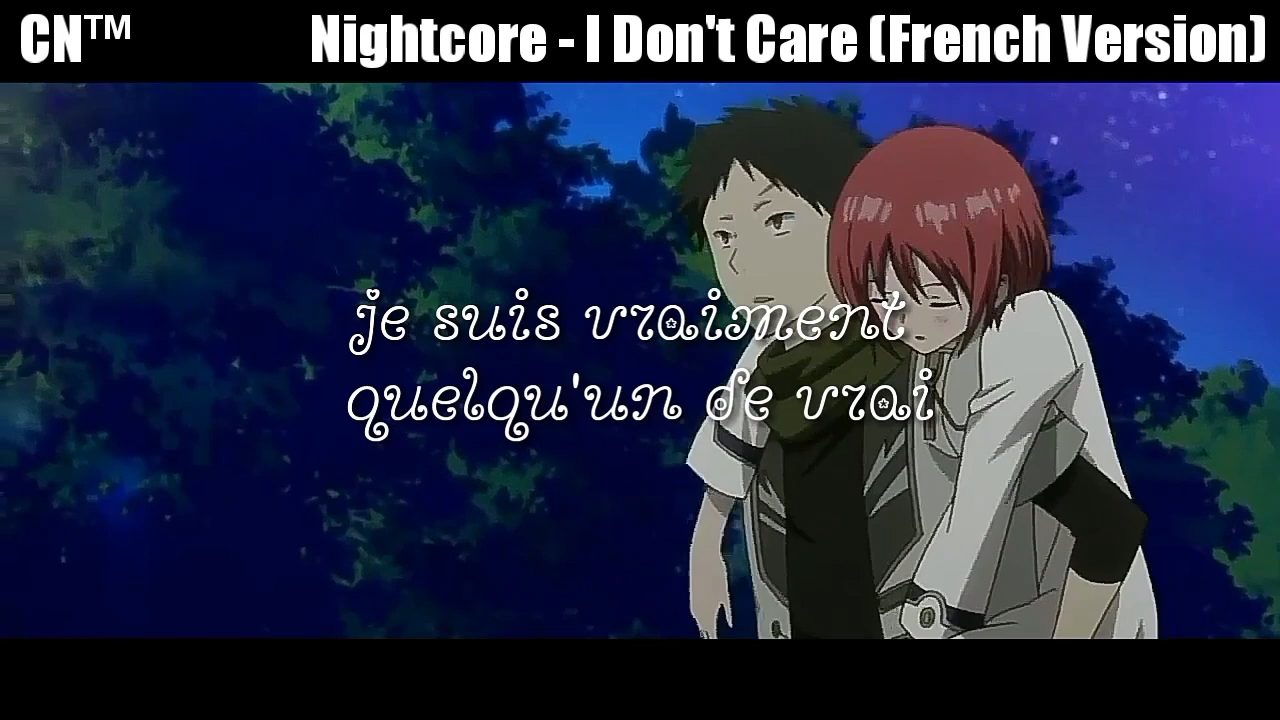 CN™ Nightcore - I Don't Care (French Version)
je suis vraiment
quelqu'un de vrai